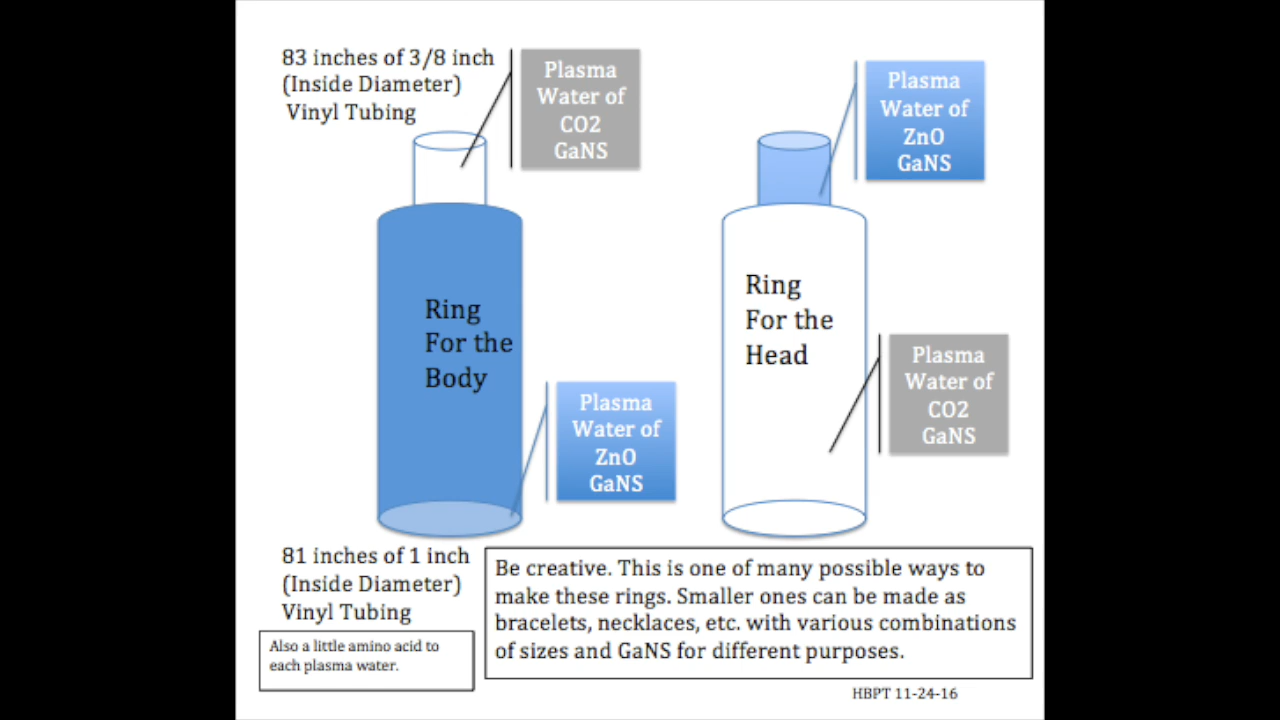 83 inches of 3/8 inch
(Inside Diameter)
Vinyl Tubing
Plasma
Water of
CO2
GaNS
Plasma
Water of
ZnO
GaNS
Ring
For the
Body
Ring
For the
Head
Plasma
Water of
CO2
GaNS
Plasma
Water of
ZnO
GaNS
81 inches of 1 inch
(Inside Diameter)
Vinyl Tubing
Also a little amino acid to
each plasma water.
Be creative. This is one of many possible ways to
make these rings. Smaller ones can be made as
bracelets, necklaces, etc. with various combinations
of sizes and GaNS for different purposes.
HBPT 11-24-16